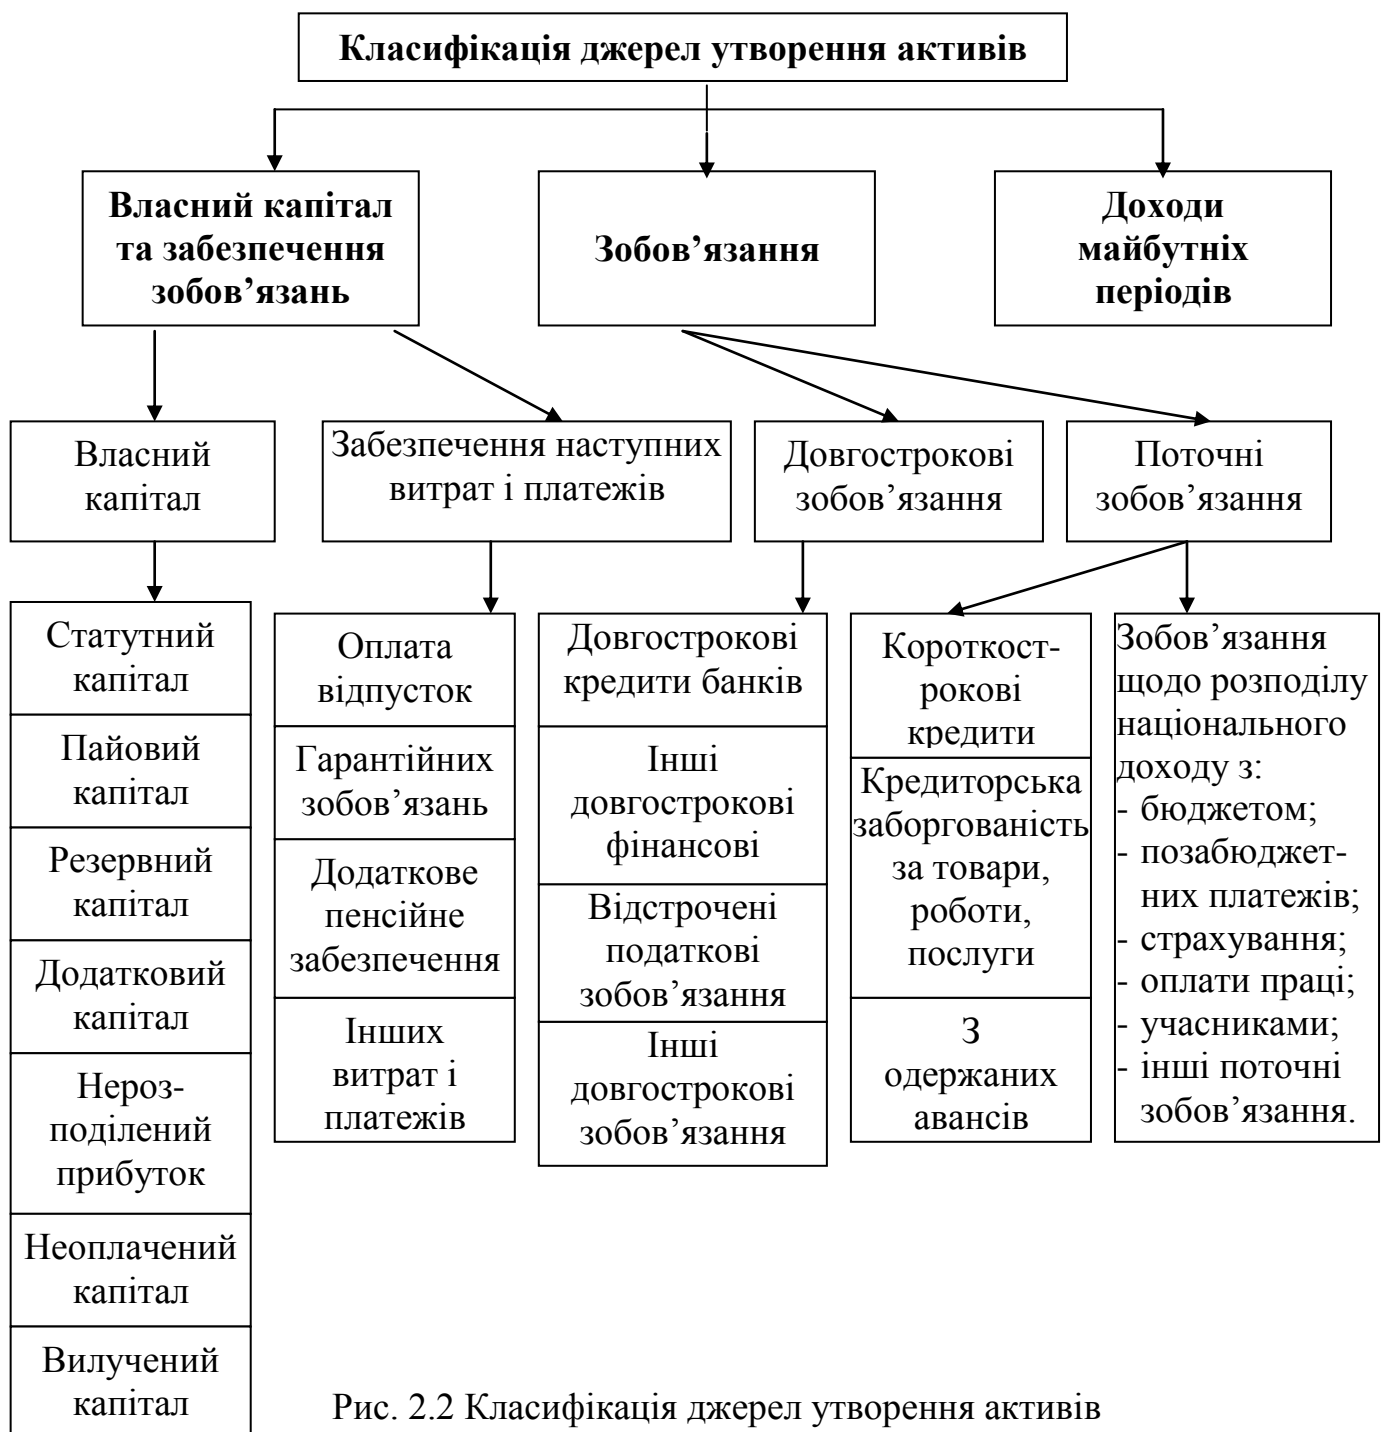 Класифікація джерел утворення активів
Власний капітал
та забезпечення
зобов’язань
Зобов’язання
Доходи
майбутніх
періодів
Власний
капітал
Забезпечення наступних
витрат і платежів
Довгострокові
зобов’язання
Поточні
зобов’язання
Статутний
капітал
Пайовий
капітал
Резервний
капітал
Додатковий
капітал
Нероз-
поділений
прибуток
Неоплачений
капітал
Вилучений
капітал
Оплата
відпусток
Гарантійних
зобов’язань
Додаткове
пенсійне
забезпечення
Інших
витрат і
платежів
Довгострокові
кредити банків
Інші
довгострокові
фінансові
Відстрочені
податкові
зобов’язання
Інші
довгострокові
зобов’язання
Короткост-
рокові
кредити
Кредиторська
заборгованість
за товари,
роботи,
послуги
З
одержаних
авансів
Зобов’язання
щодо розподілу
національного
доходу з:
- бюджетом;
- позабюджет-
них платежів;
- страхування;
- оплати праці;
- учасниками;
- інші поточні
зобов’язання.
Рис. 2.2 Класифікація джерел утворення активів